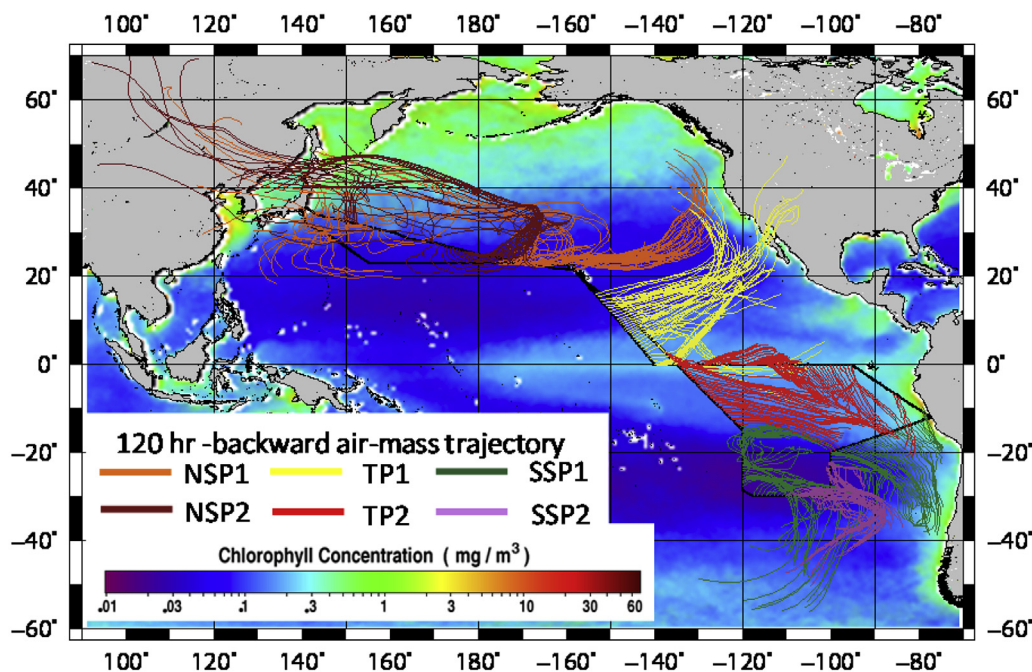 100˚ 120˚ 140˚ 160˚ 180˚ −160˚ −140˚ −120˚ −100˚ −80˚
60˚ 60˚
40˚ 40˚
20˚ 20˚
0˚ 0˚
−20˚ −20˚
−40˚ −40˚
−60˚ −60˚
120 hr -backward air-mass trajectory
NSP1 TP1 SSP1
NSP2 TP2 SSP2
Chlorophyll Concentration ( mg / m³ )
.01 .03 .1 .3 1 3 10 30 60
100˚ 120˚ 140˚ 160˚ 180˚ −160˚ −140˚ −120˚ −100˚ −80˚